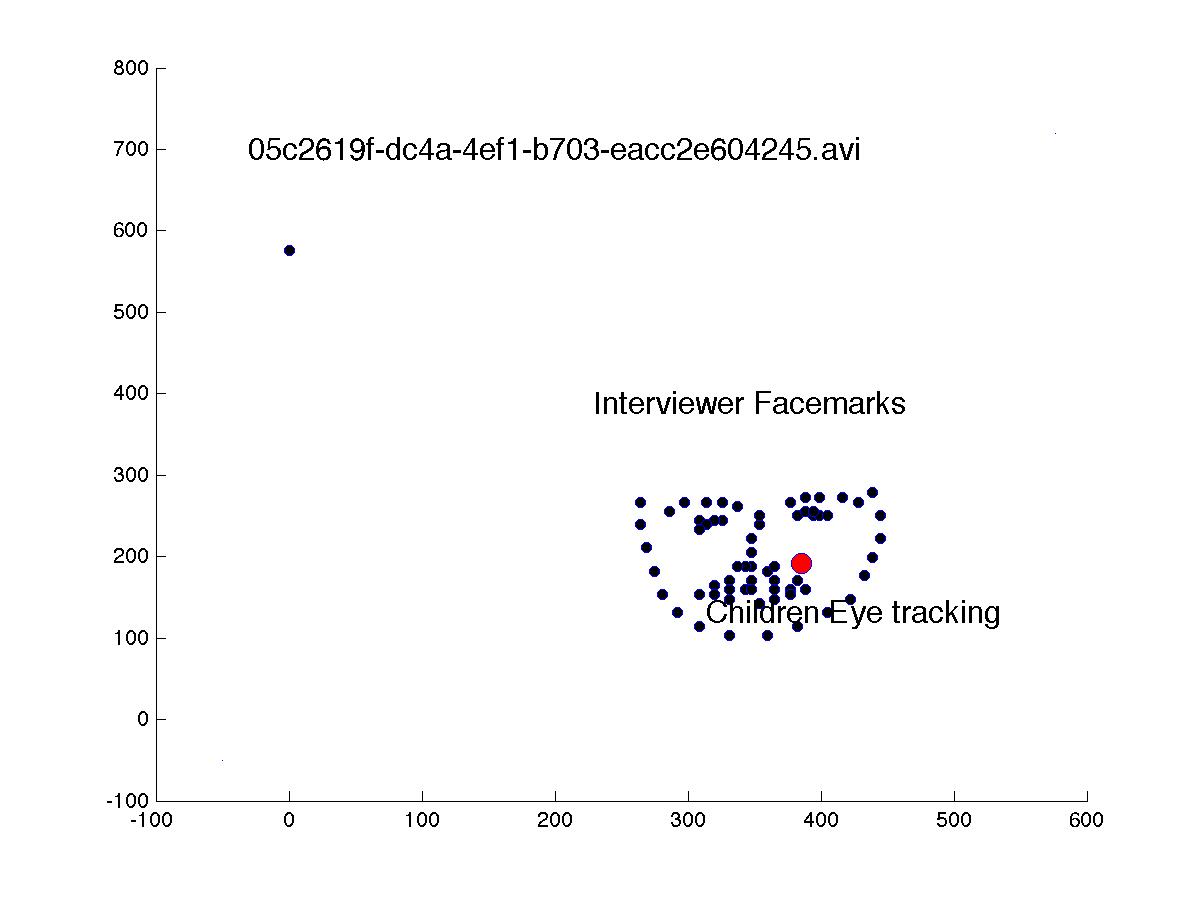 800
700
05c2619f-dc4a-4ef1-b703-eacc2e604245.avi
600
500
400
Interviewer Facemarks
300
200
Children Eye tracking
100
0
-100
-100 0 100 200 300 400 500 600